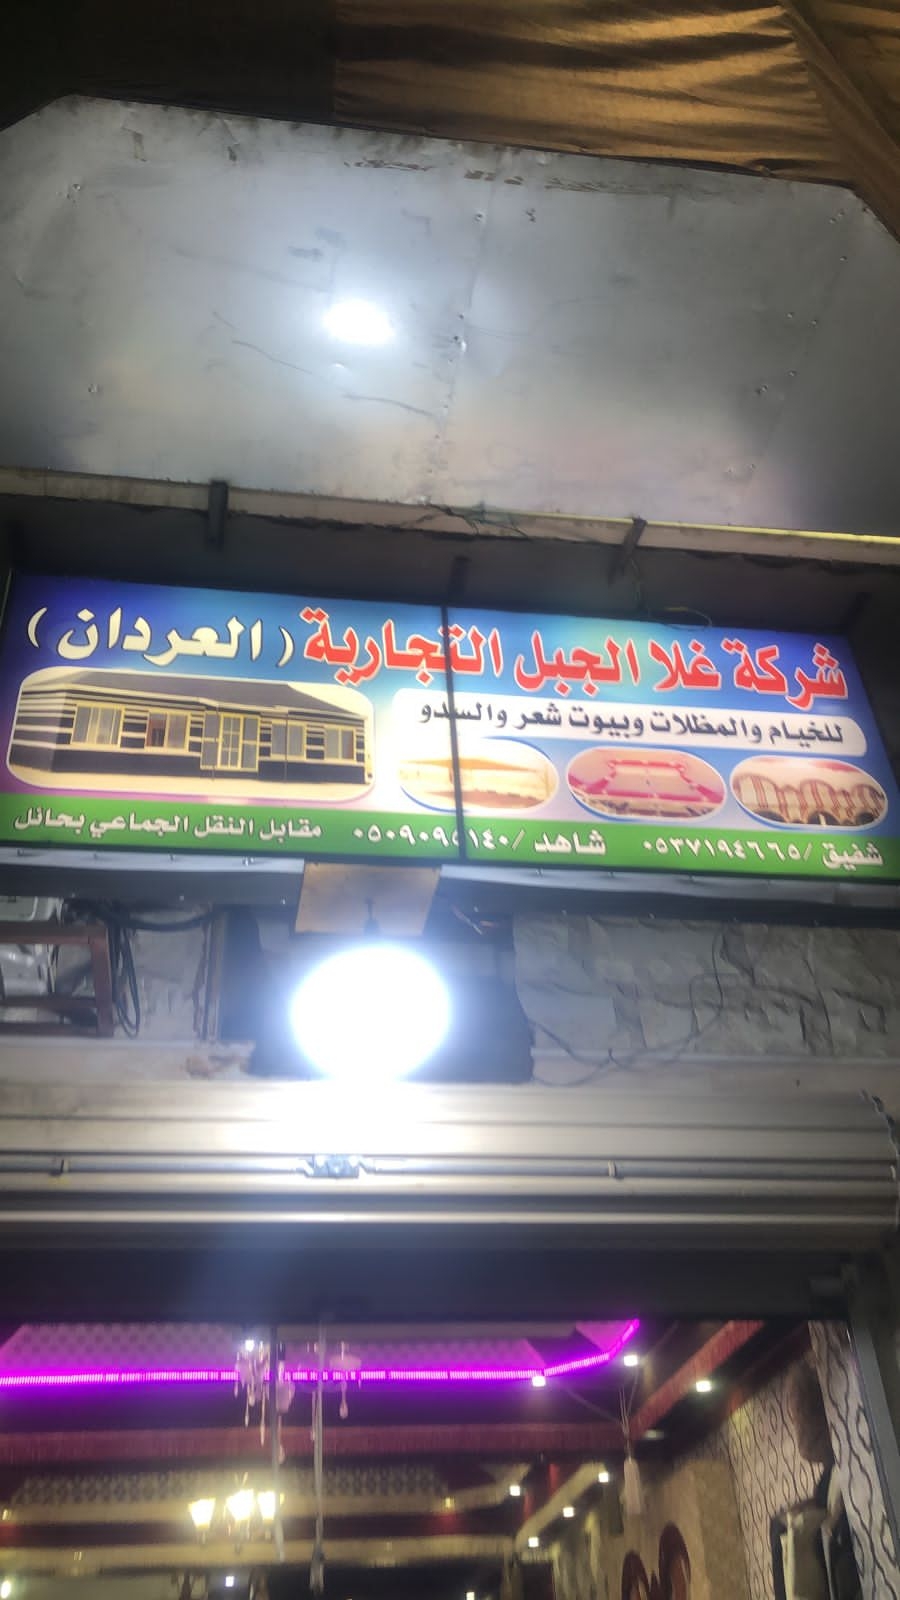 شركة غلا الجبل التجارية ( العردان )
للخيام والمظلات وبيوت شعر والسدو
شفيق /٠٥٣٧١٩٤٦٦٥ شاهد /٠٥٠٩٠٩٥١٤٠ مقابل النقل الجماعي بحائل